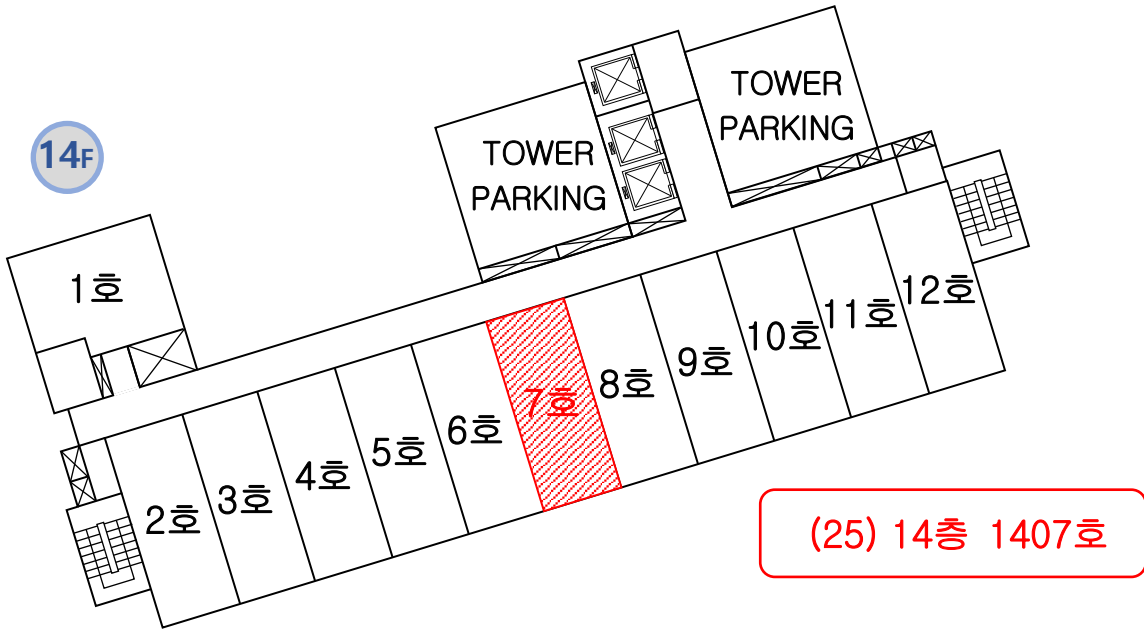 14F
TOWER
PARKING
TOWER
PARKING
1호
2호
3호
4호
5호
6호
7호
8호
9호
10호
11호
12호
(25) 14층 1407호